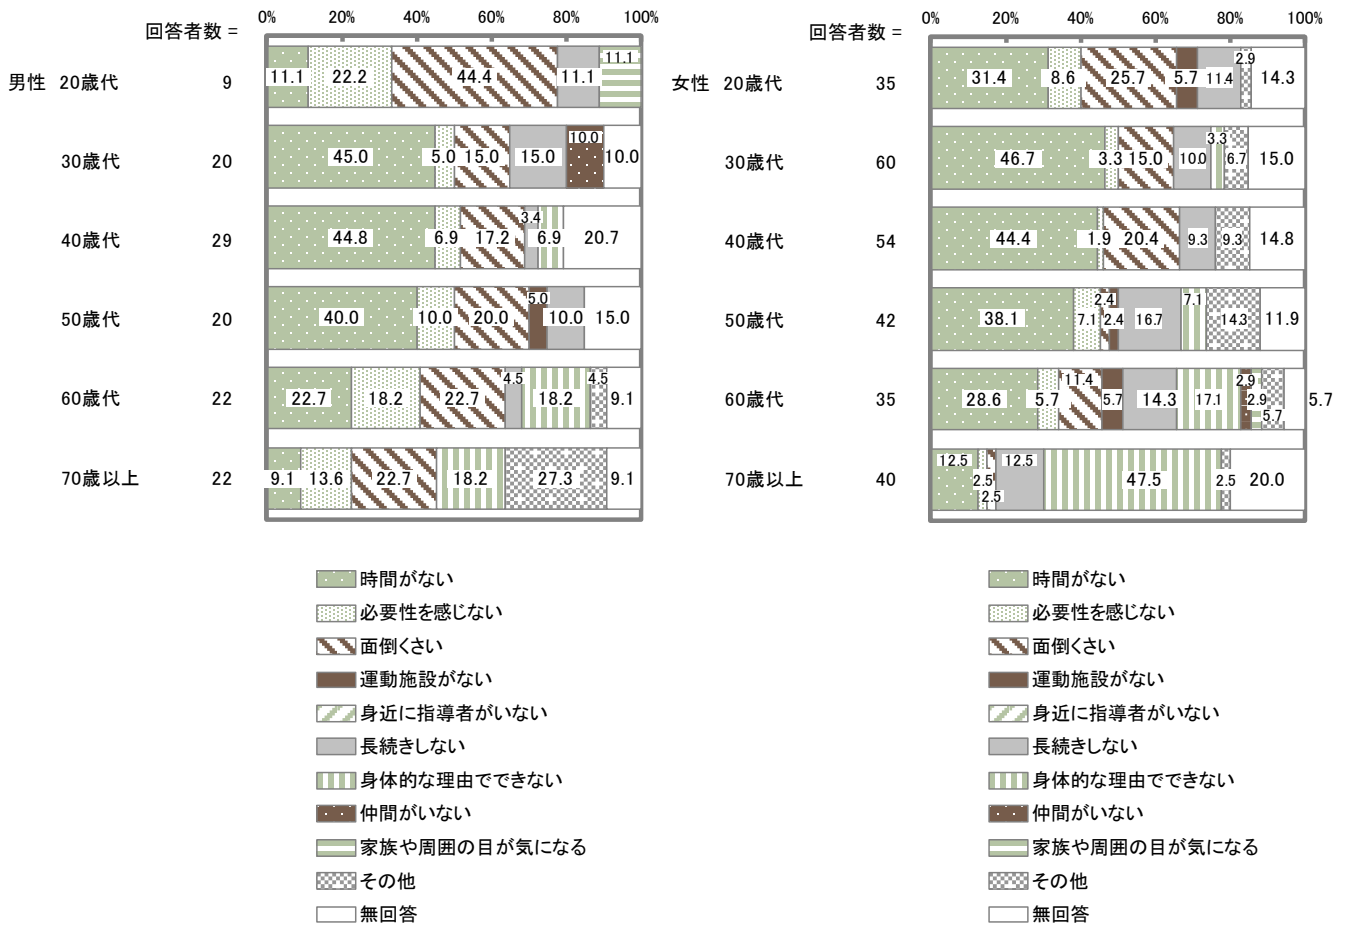 0% 20% 40% 60% 80% 100%
回答者数 =
男性 20歳代 9 11.1 22.2 44.4 11.1 11.1
30歳代 20 45.0 5.0 15.0 15.0 10.0 10.0
40歳代 29 44.8 6.9 17.2 3.4 6.9 20.7
50歳代 20 40.0 10.0 20.0 5.0 10.0 15.0
60歳代 22 22.7 18.2 22.7 4.5 18.2 4.5 9.1
70歳以上 22 9.1 13.6 22.7 18.2 27.3 9.1
時間がない
必要性を感じない
面倒くさい
運動施設がない
身近に指導者がいない
長続きしない
身体的な理由でできない
仲間がいない
家族や周囲の目が気になる
その他
無回答
0% 20% 40% 60% 80% 100%
回答者数 =
女性 20歳代 35 31.4 8.6 25.7 5.7 11.4 2.9 14.3
30歳代 60 46.7 3.3 15.0 10.0 3.3 6.7 15.0
40歳代 54 44.4 1.9 20.4 9.3 9.3 14.8
50歳代 42 38.1 7.1 2.4 2.4 16.7 7.1 14.3 11.9
60歳代 35 28.6 5.7 11.4 5.7 14.3 17.1 2.9 2.9 5.7 5.7
70歳以上 40 12.5 2.5 2.5 12.5 47.5 2.5 20.0
時間がない
必要性を感じない
面倒くさい
運動施設がない
身近に指導者がいない
長続きしない
身体的な理由でできない
仲間がいない
家族や周囲の目が気になる
その他
無回答